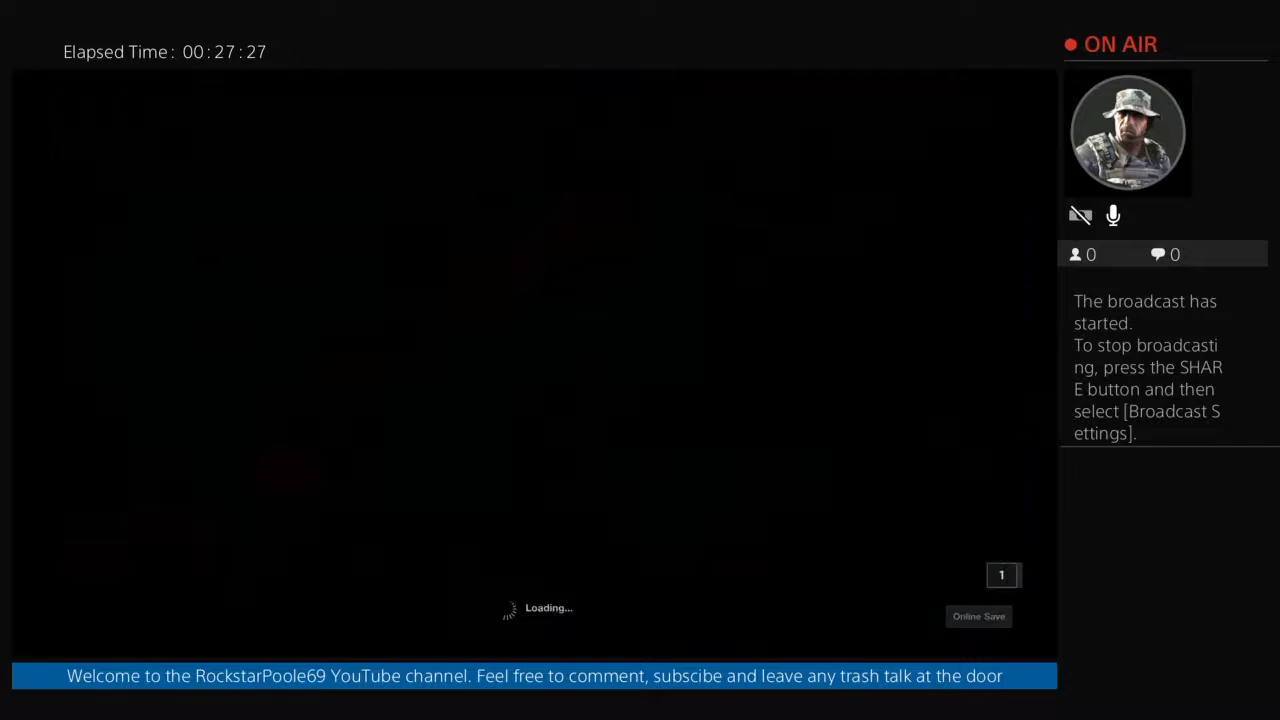 Elapsed Time: 00:27:27
ON AIR
0 0
The broadcast has
started.
To stop broadcasti
ng, press the SHAR
E button and then
select [Broadcast S
ettings].
1
Loading...
Online Save
Welcome to the RockstarPoole69 YouTube channel. Feel free to comment, subscibe and leave any trash talk at the door